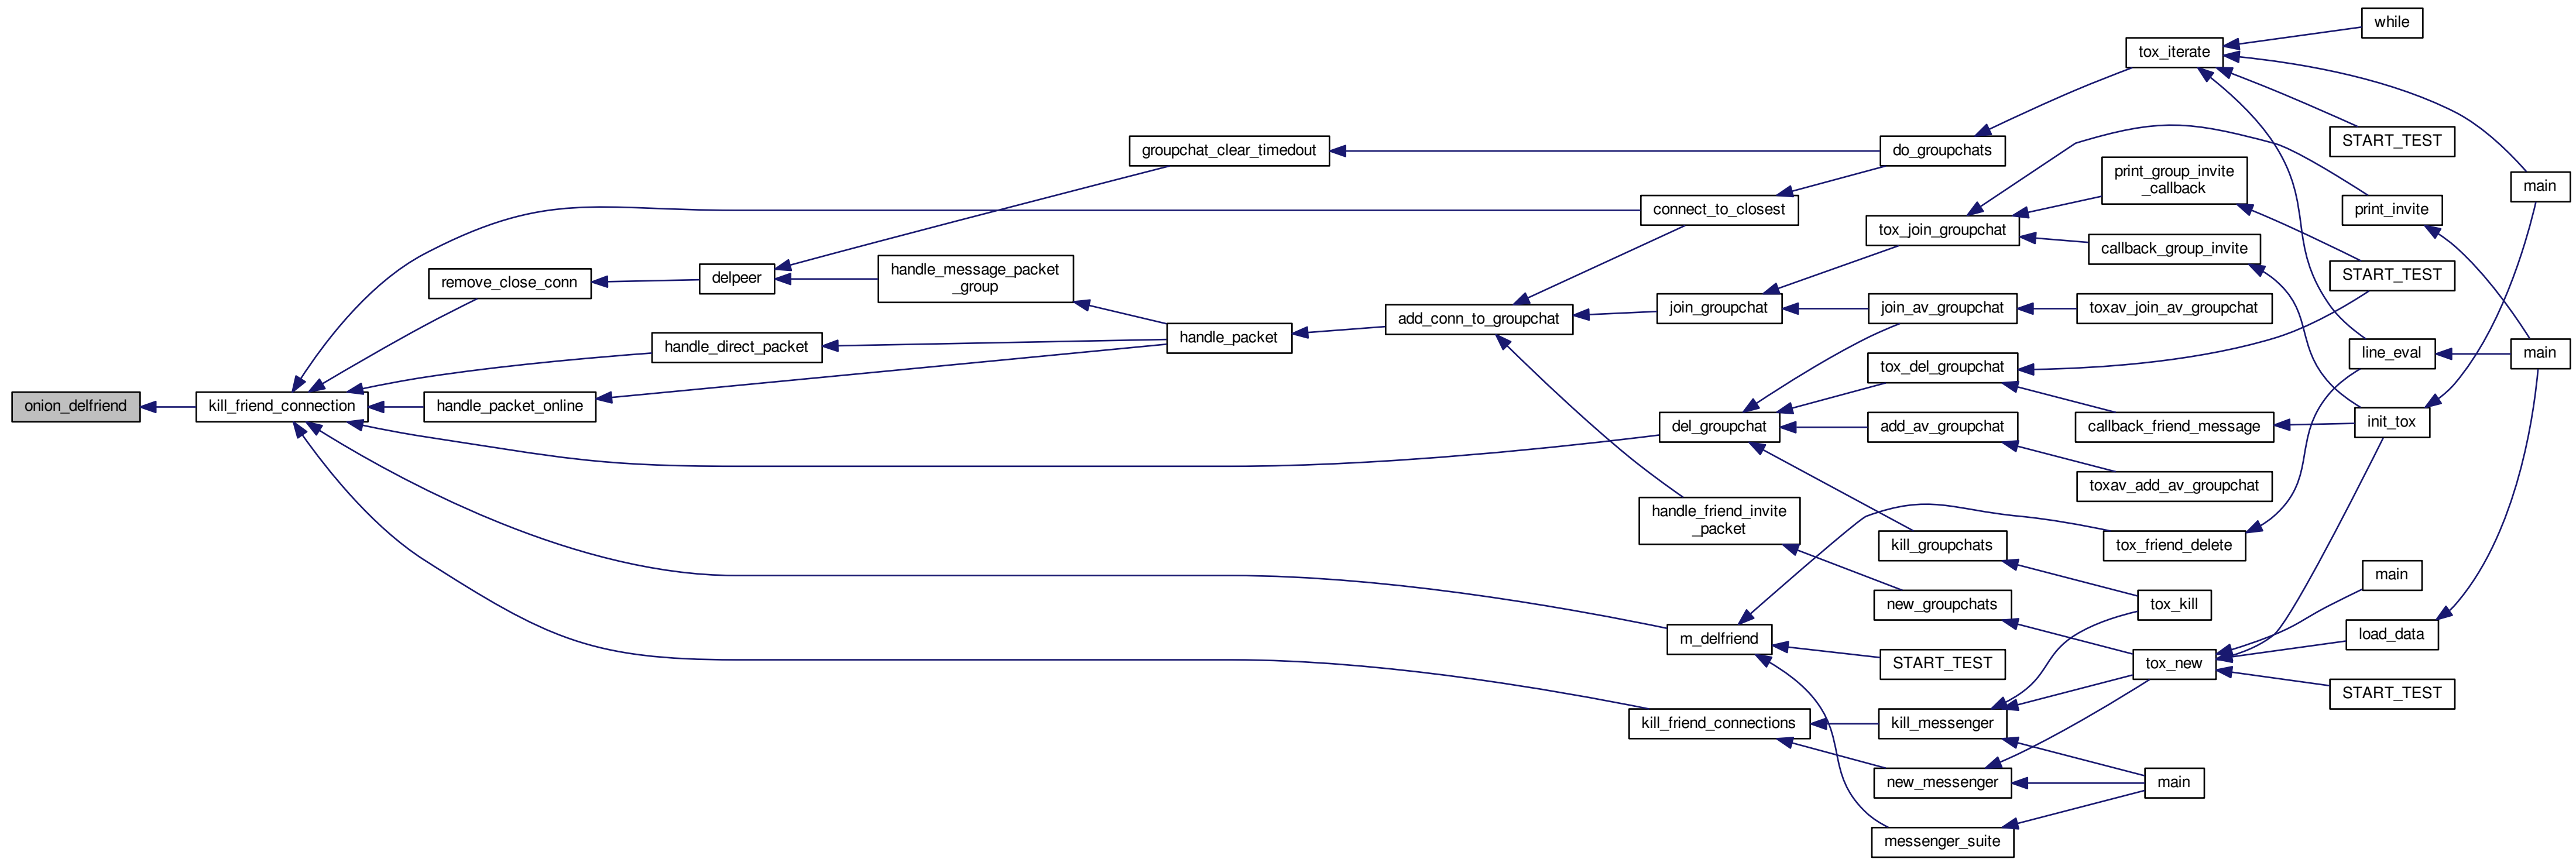 while
tox_iterate
START_TEST
groupchat_clear_timedout
do_groupchats
print_group_invite
_callback
main
connect_to_closest
print_invite
tox_join_groupchat
callback_group_invite
handle_message_packet
_group
delpeer
remove_close_conn
START_TEST
join_groupchat
join_av_groupchat
toxav_join_av_groupchat
add_conn_to_groupchat
handle_packet
handle_direct_packet
line_eval
main
tox_del_groupchat
onion_delfriend
kill_friend_connection
handle_packet_online
del_groupchat
add_av_groupchat
callback_friend_message
init_tox
toxav_add_av_groupchat
handle_friend_invite
_packet
kill_groupchats
tox_friend_delete
main
new_groupchats
tox_kill
m_delfriend
load_data
START_TEST
tox_new
START_TEST
kill_friend_connections
kill_messenger
new_messenger
main
messenger_suite